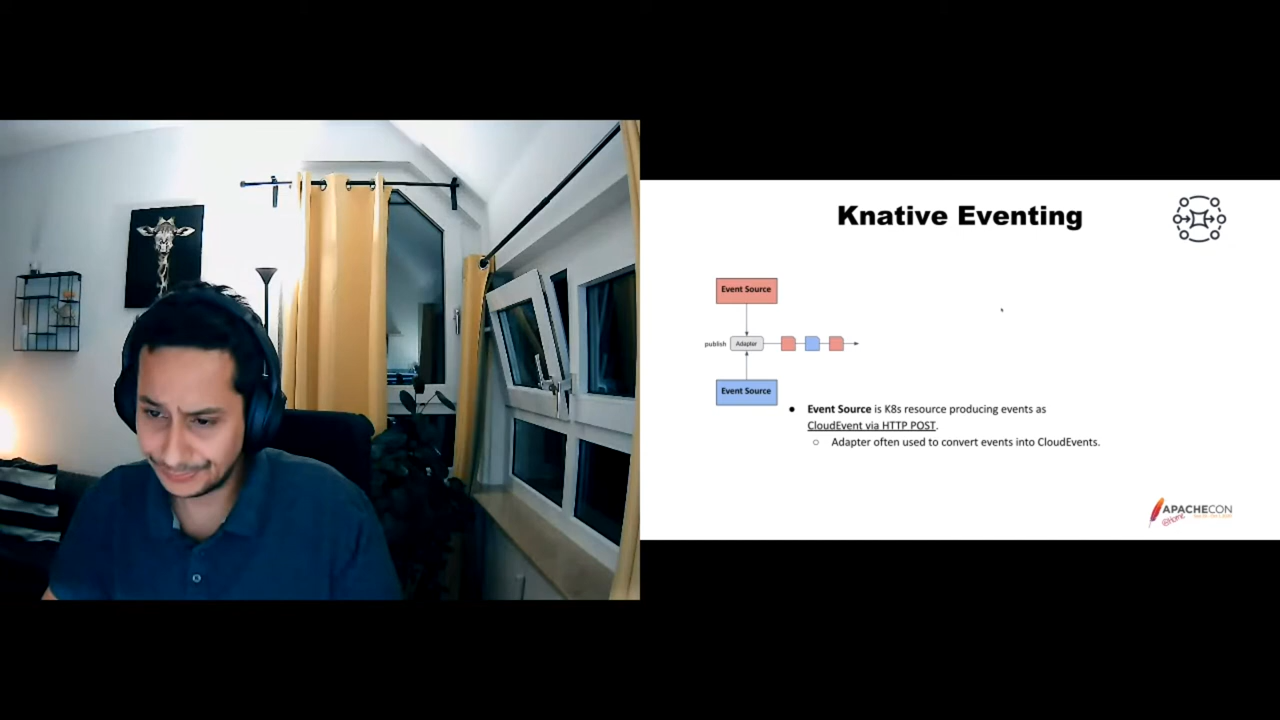 Knative Eventing
Event Source
publish
Adapter
Event Source
● Event Source is K8s resource producing events as
CloudEvent via HTTP POST.
○ Adapter often used to convert events into CloudEvents.
APACHECON
@Home